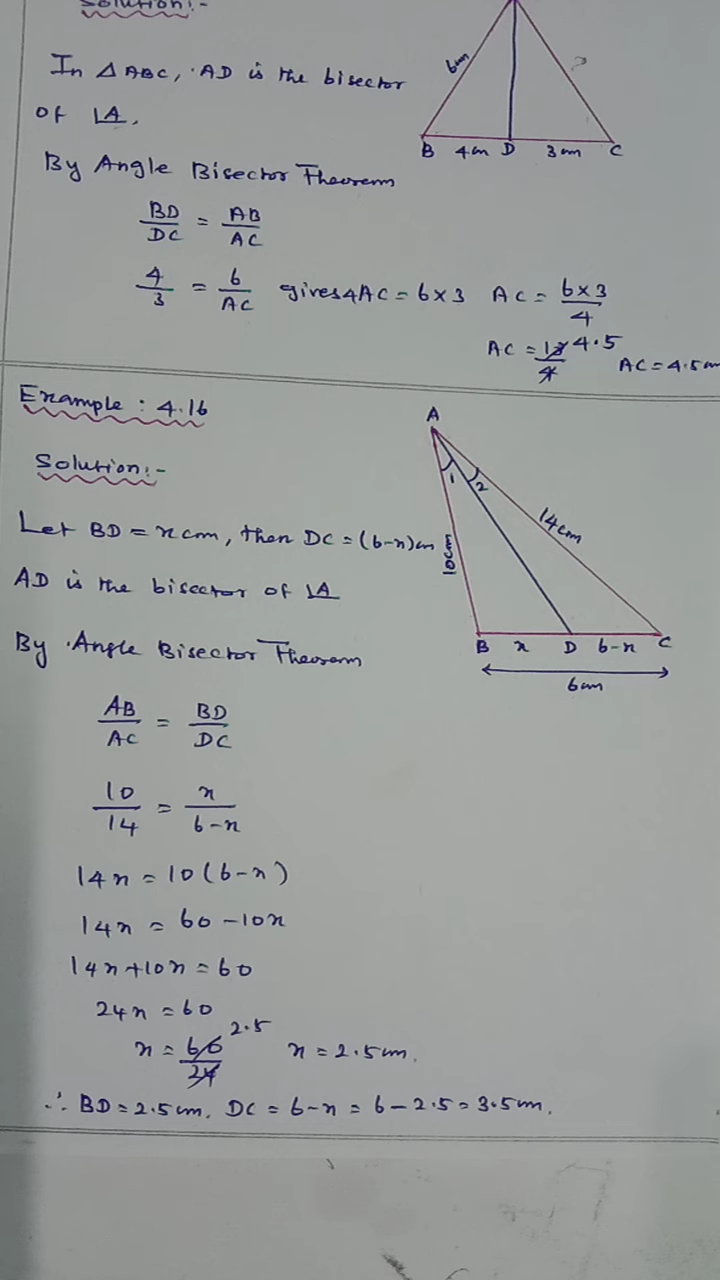 Solution:-
6cm
In △ABC, AD is the bisector
of ∠A.
B 4cm D 3cm C
By Angle Bisector Theorem
BD/DC = AB/AC
4/3 = 6/AC gives 4AC = 6×3 AC = 6×3/4
AC = 18/4 4.5 AC = 4.5cm
Example : 4.16
A
Solution:-
1 2
Let BD = x cm, then DC = (6-x)cm
10cm 14cm
AD is the bisector of ∠A
By Angle Bisector Theorem
B x D 6-x C
6cm
AB/AC = BD/DC
10/14 = x/6-x
14x = 10(6-x)
14x = 60-10x
14x+10x = 60
24x = 60
x = 60/24 2.5 x = 2.5cm.
∴ BD = 2.5cm. DC = 6-x = 6-2.5 = 3.5cm.